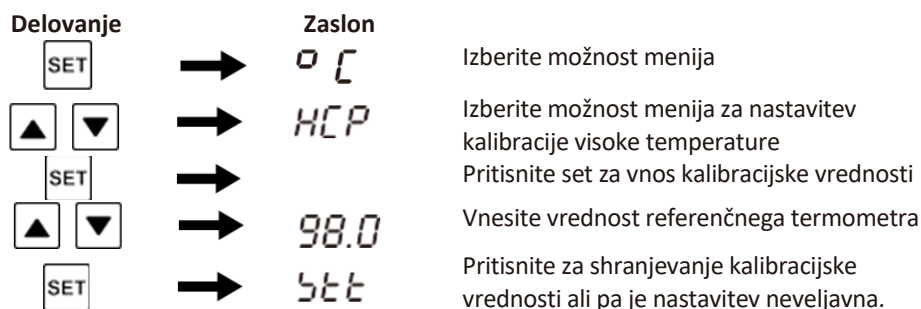 Delovanje Zaslon
SET °C Izberite možnost menija
HCP Izberite možnost menija za nastavitev
kalibracije visoke temperature
SET Pritisnite set za vnos kalibracijske vrednosti
98.0 Vnesite vrednost referenčnega termometra
SET Stt Pritisnite za shranjevanje kalibracijske
vrednosti ali pa je nastavitev neveljavna.